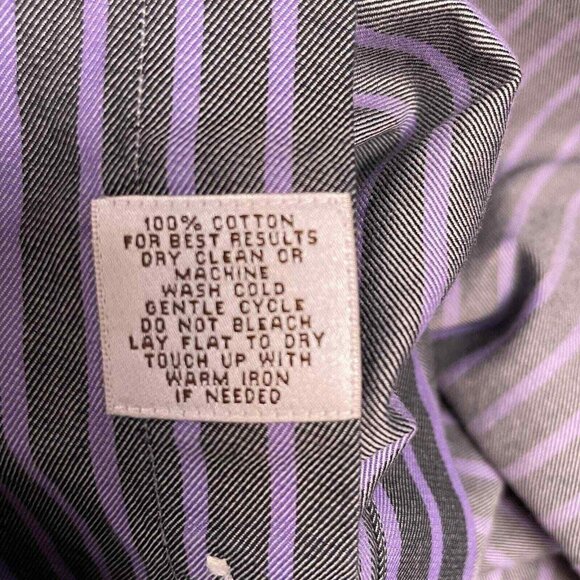 100% COTTON
FOR BEST RESULTS
DRY CLEAN OR
MACHINE
WASH COLD
GENTLE CYCLE
DO NOT BLEACH
LAY FLAT TO DRY
TOUCH UP WITH
WARM IRON
IF NEEDED